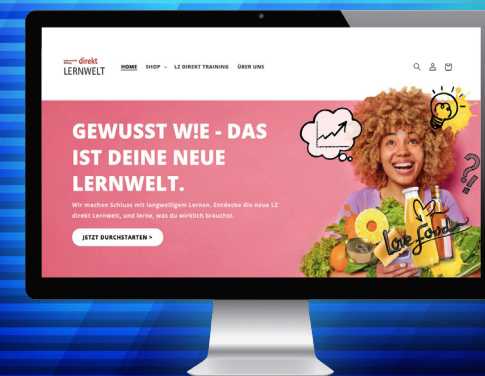 direkt
LERNWELT
HOME SHOP LZ DIREKT TRAINING ÜBER UNS
GEWUSST W!E - DAS
IST DEINE NEUE
LERNWELT.
Wir machen Schluss mit langweiligem Lernen. Entdecke die neue LZ
direkt Lernwelt, und lerne, was du wirklich brauchst.
JETZT DURCHSTARTEN >
Love Food